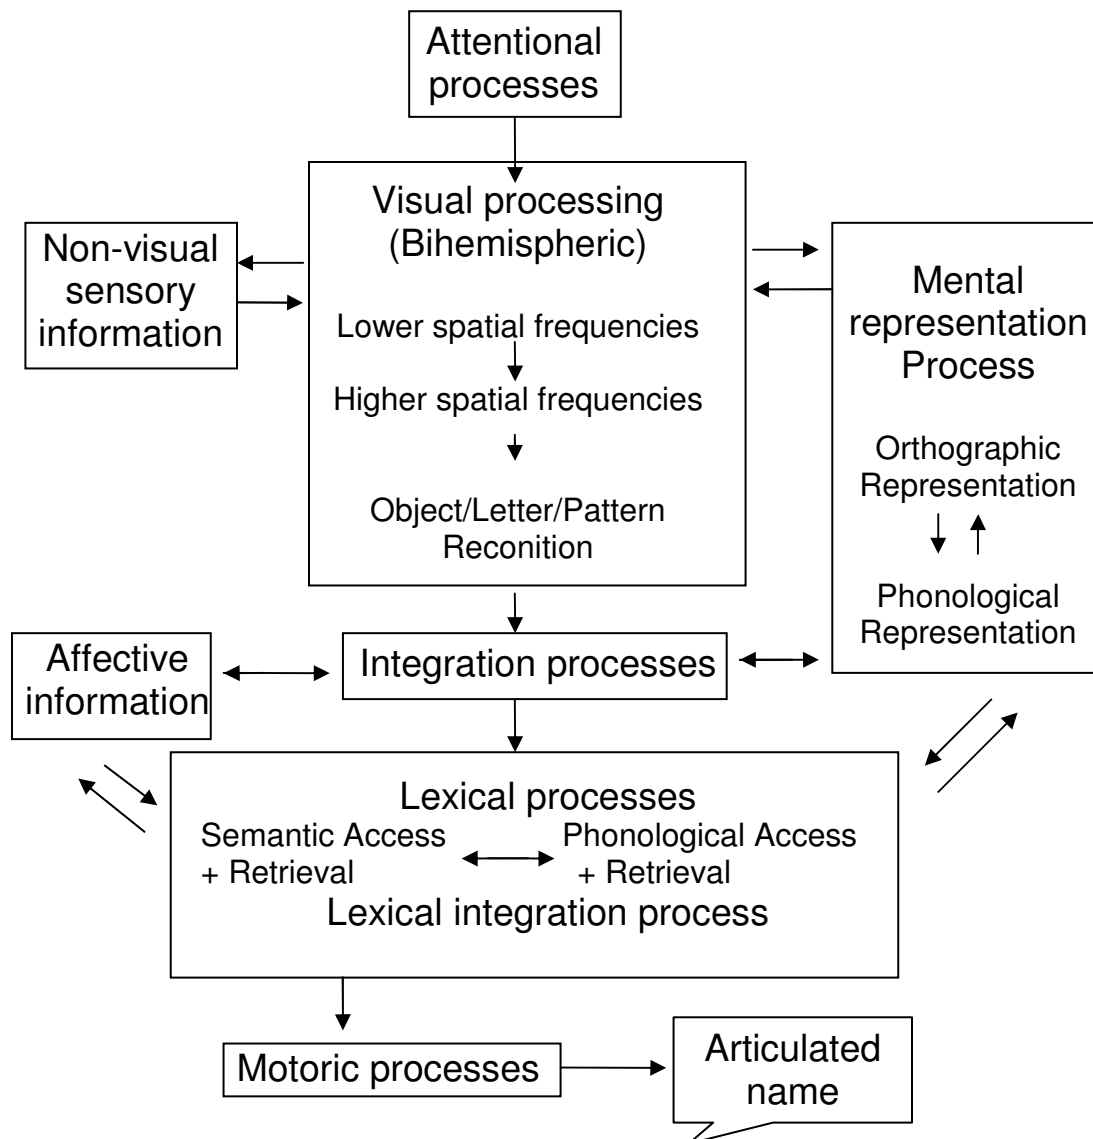 Attentional
processes
Visual processing
(Bihemispheric)
Lower spatial frequencies
Higher spatial frequencies
Object/Letter/Pattern
Reconition
Non-visual
sensory
information
Mental
representation
Process
Orthographic
Representation
Phonological
Representation
Affective
information
Integration processes
Lexical processes
Semantic Access
+ Retrieval
Phonological Access
+ Retrieval
Lexical integration process
Motoric processes
Articulated
name